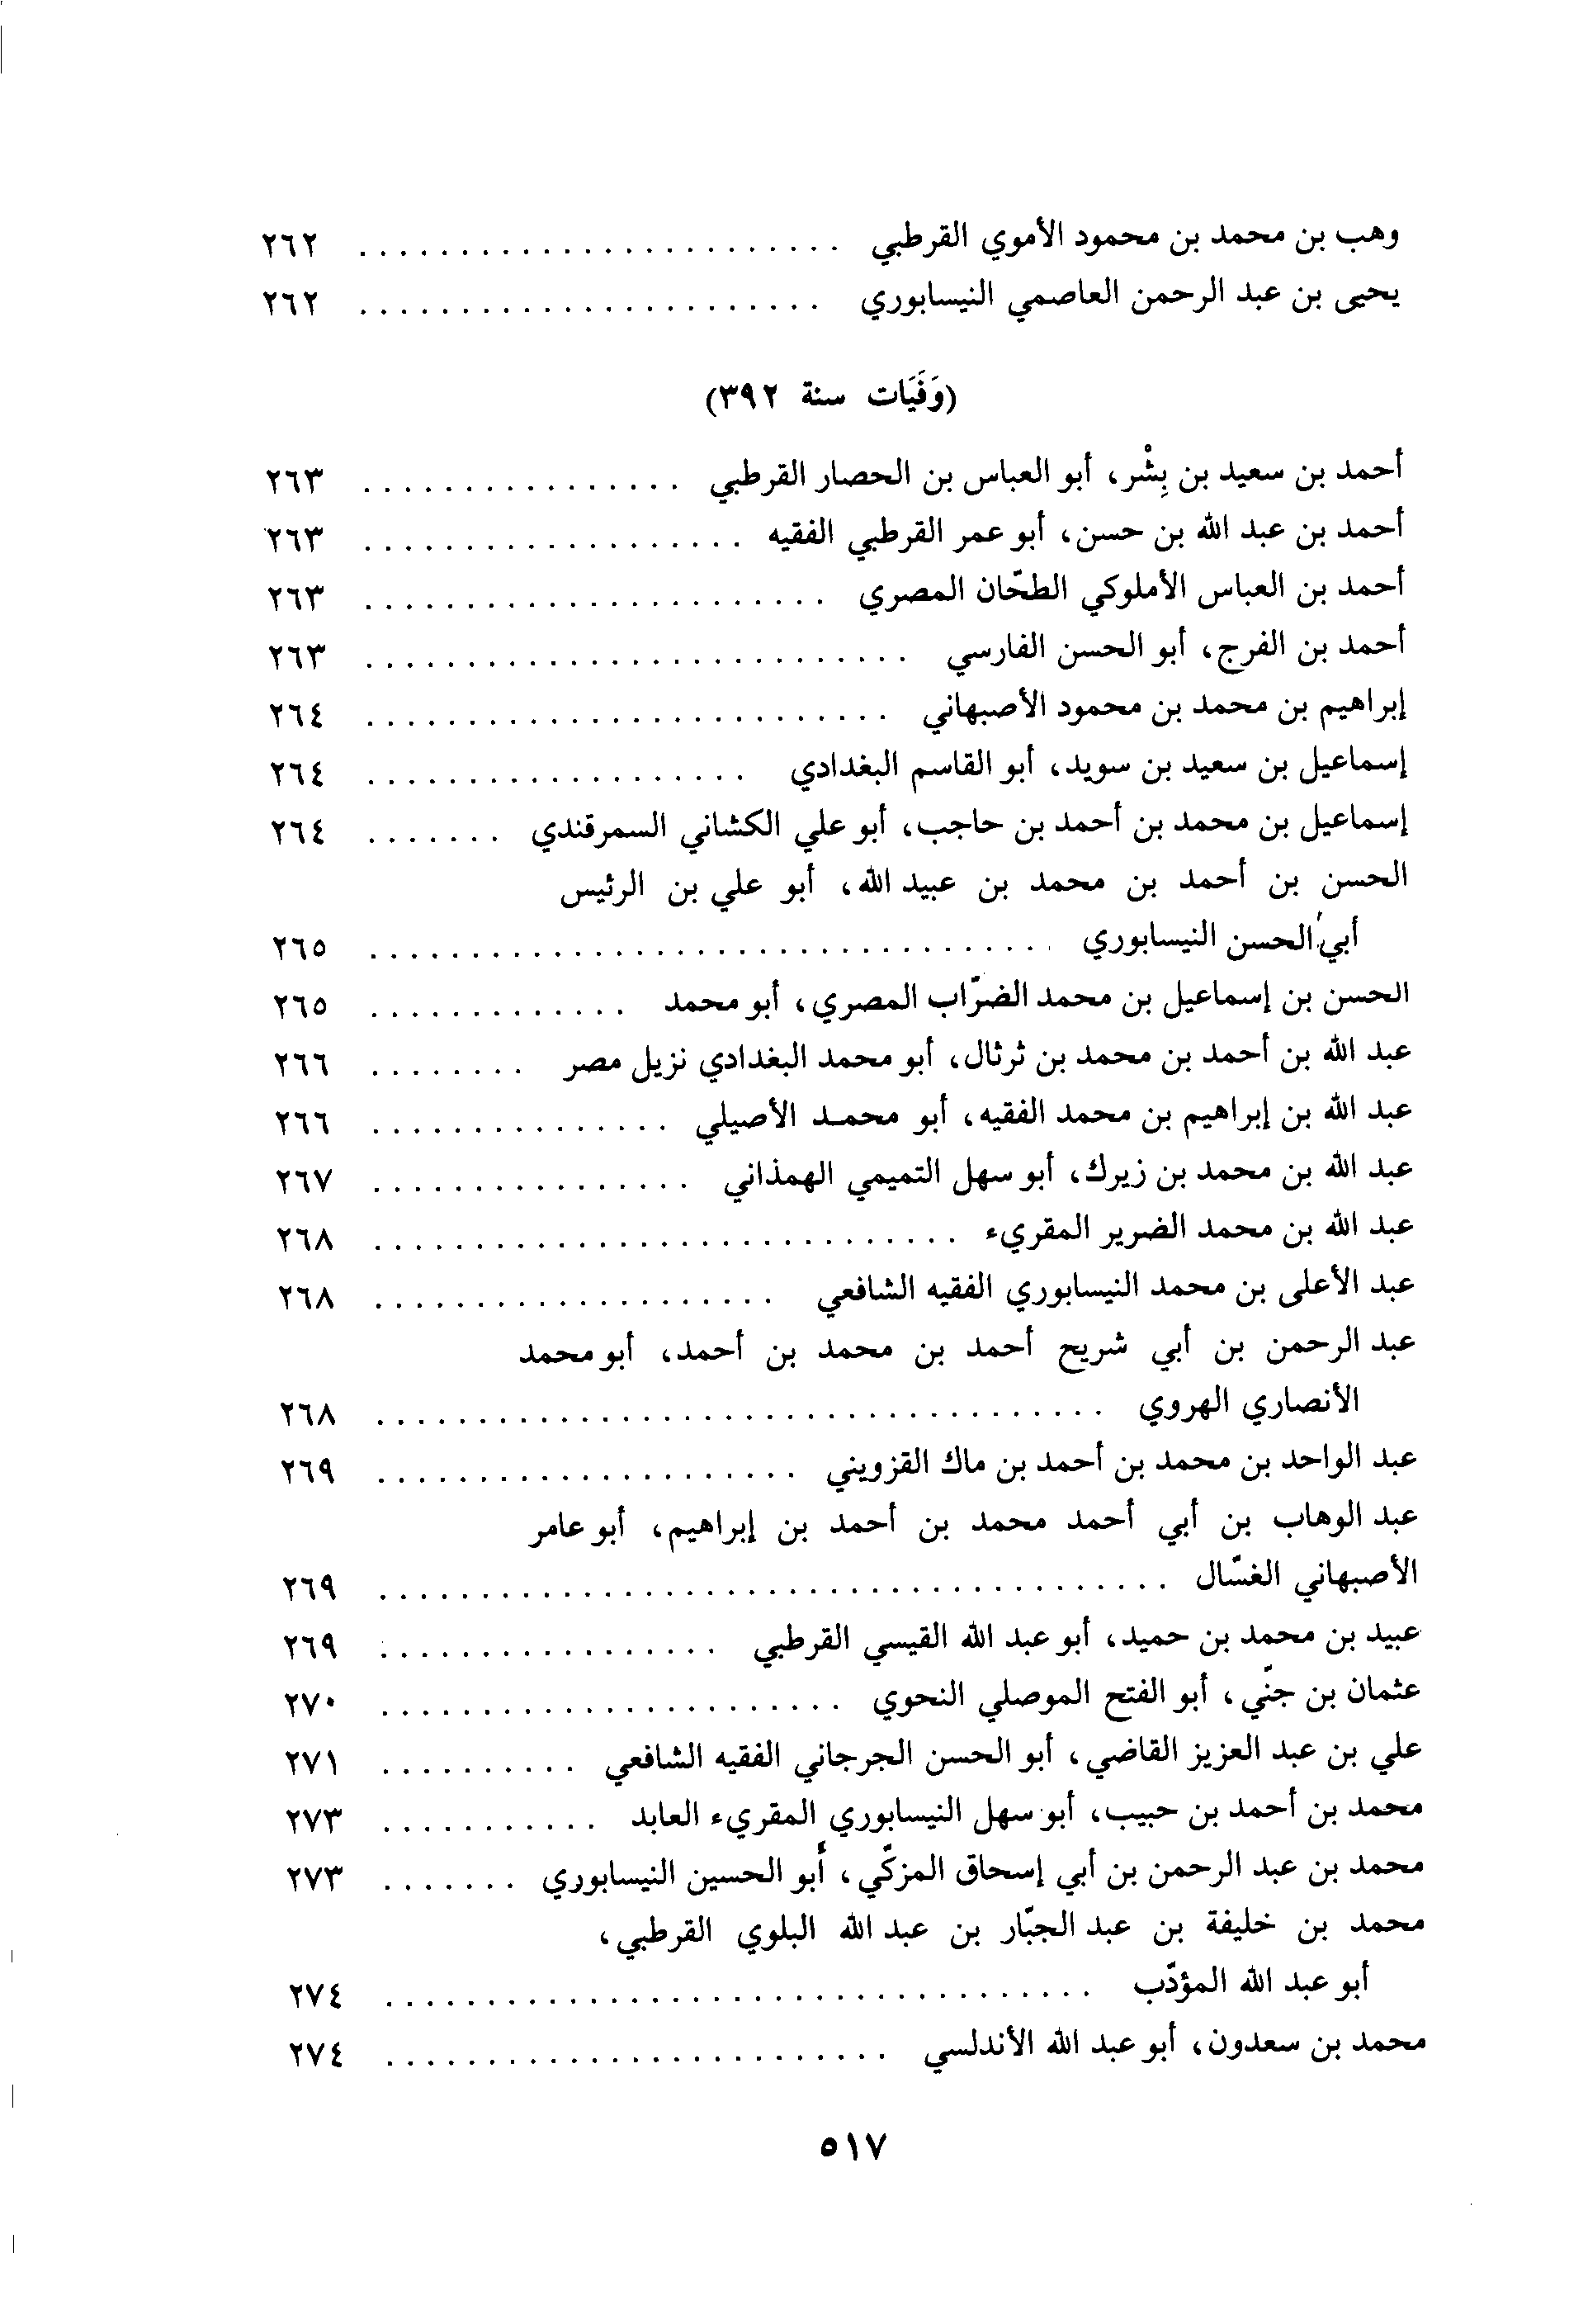 وهب بن محمد بن محمود الأموي القرطبي . . . . . . . . . . . . . . . . . . . . . . . . ٢٦٢
يحيى بن عبد الرحمن العاصمي النيسابوري . . . . . . . . . . . . . . . . . . . . . . . ٢٦٢
(وَفَيَات سنة ٣٩٢)
أحمد بن سعيد بن بِشْر، أبو العباس بن الحصار القرطبي . . . . . . . . . . . . . . . . ٢٦٣
أحمد بن عبد الله بن حسن، أبو عمر القرطبي الفقيه . . . . . . . . . . . . . . . . . . . ٢٦٣
أحمد بن العباس الأملوكي الطحّان المصري . . . . . . . . . . . . . . . . . . . . . . . ٢٦٣
أحمد بن الفرج، أبو الحسن الفارسي . . . . . . . . . . . . . . . . . . . . . . . . . . . ٢٦٣
إبراهيم بن محمد بن محمود الأصبهاني . . . . . . . . . . . . . . . . . . . . . . . . . . ٢٦٤
إسماعيل بن سعيد بن سويد، أبو القاسم البغدادي . . . . . . . . . . . . . . . . . . . ٢٦٤
إسماعيل بن محمد بن أحمد بن حاجب، أبو علي الكشاني السمرقندي . . . . . . . ٢٦٤
الحسن بن أحمد بن محمد بن عبيد الله، أبو علي بن الرئيس
أبي الحسن النيسابوري . . . . . . . . . . . . . . . . . . . . . . . . . . . . . . . . . . ٢٦٥
الحسن بن إسماعيل بن محمد الضرّاب المصري، أبو محمد . . . . . . . . . . . . . ٢٦٥
عبد الله بن أحمد بن محمد بن ثرثال، أبو محمد البغدادي نزيل مصر . . . . . . . . ٢٦٦
عبد الله بن إبراهيم بن محمد الفقيه، أبو محمـد الأصيلي . . . . . . . . . . . . . . . ٢٦٦
عبد الله بن محمد بن زيرك، أبو سهل التميمي الهمذاني . . . . . . . . . . . . . . . . ٢٦٧
عبد الله بن محمد الضرير المقريء . . . . . . . . . . . . . . . . . . . . . . . . . . . . . ٢٦٨
عبد الأعلى بن محمد النيسابوري الفقيه الشافعي . . . . . . . . . . . . . . . . . . . . ٢٦٨
عبد الرحمن بن أبي شريح أحمد بن محمد بن أحمد، أبو محمد
الأنصاري الهروي . . . . . . . . . . . . . . . . . . . . . . . . . . . . . . . . . . . . ٢٦٨
عبد الواحد بن محمد بن أحمد بن ماك القزويني . . . . . . . . . . . . . . . . . . . . . ٢٦٩
عبد الوهاب بن أبي أحمد محمد بن أحمد بن إبراهيم، أبو عامر
الأصبهاني الغسّال . . . . . . . . . . . . . . . . . . . . . . . . . . . . . . . . . . . . . . . ٢٦٩
عبيد بن محمد بن حميد، أبو عبد الله القيسي القرطبي . . . . . . . . . . . . . . . . . ٢٦٩
عثمان بن جنّي، أبو الفتح الموصلي النحوي . . . . . . . . . . . . . . . . . . . . . . . ٢٧٠
علي بن عبد العزيز القاضي، أبو الحسن الجرجاني الفقيه الشافعي . . . . . . . . . . ٢٧١
محمد بن أحمد بن حبيب، أبو سهل النيسابوري المقريء العابد . . . . . . . . . . . ٢٧٣
محمد بن عبد الرحمن بن أبي إسحاق المزكّي، أبو الحسين النيسابوري . . . . . . . ٢٧٣
محمد بن خليفة بن عبد الجبّار بن عبد الله البلوي القرطبي،
أبو عبد الله المؤدّب . . . . . . . . . . . . . . . . . . . . . . . . . . . . . . . . . . . ٢٧٤
محمد بن سعدون، أبو عبد الله الأندلسي . . . . . . . . . . . . . . . . . . . . . . . . . ٢٧٤
٥١٧